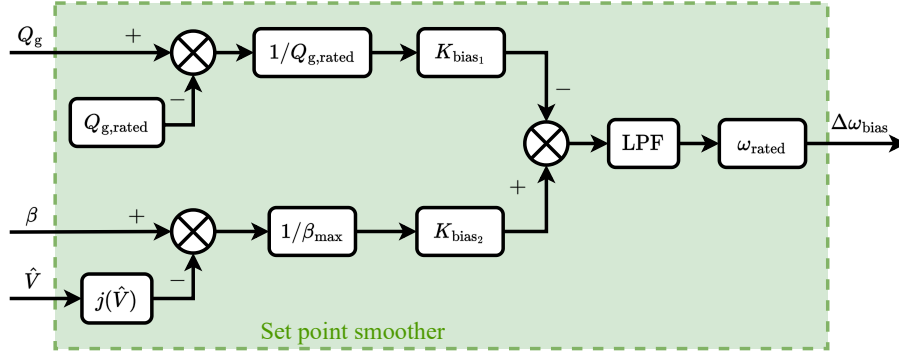 Q_g
+
−
Q_g,rated
1/Q_g,rated
K_bias₁
−
LPF
ω_rated
Δω_bias
+
β
+
−
1/β_max
K_bias₂
V̂
j(V̂)
Set point smoother